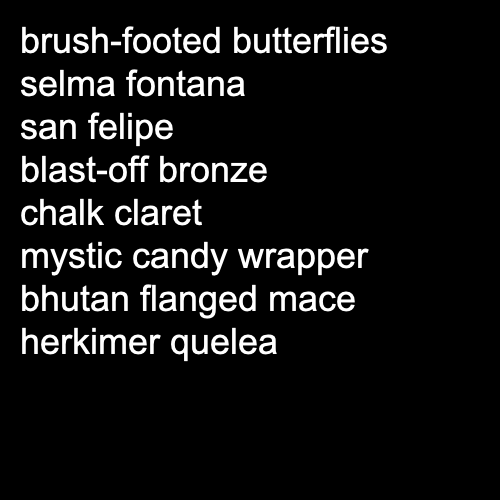 brush-footed butterflies
selma fontana
san felipe
blast-off bronze
chalk claret
mystic candy wrapper
bhutan flanged mace
herkimer quelea